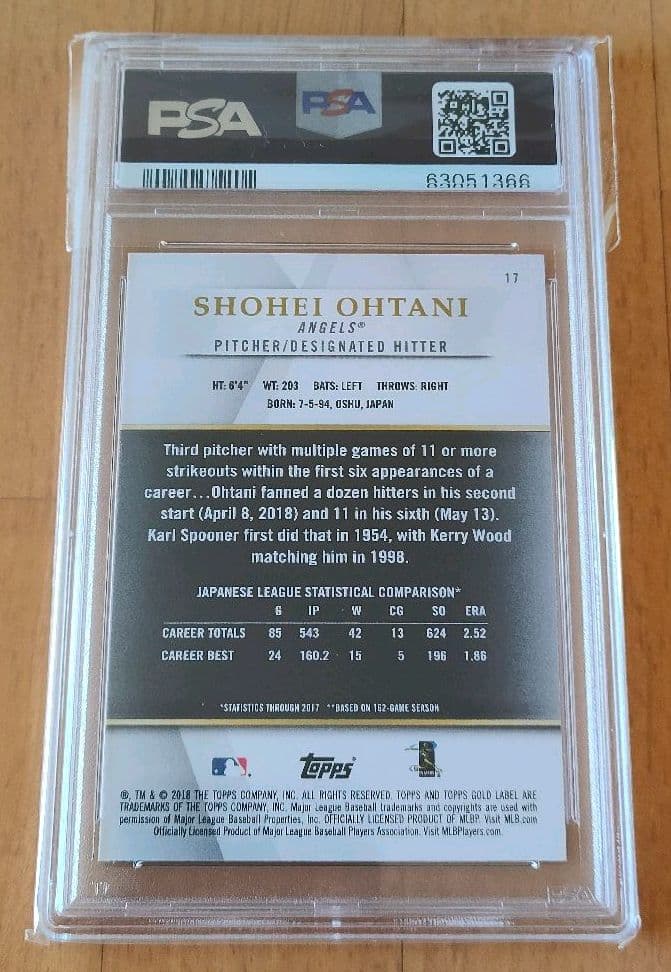 PSA PSA
63051366
17
SHOHEI OHTANI
ANGELS®
PITCHER/DESIGNATED HITTER
HT: 6'4" WT: 203 BATS: LEFT THROWS: RIGHT
BORN: 7-5-94, OSHU, JAPAN
Third pitcher with multiple games of 11 or more
strikeouts within the first six appearances of a
career...Ohtani fanned a dozen hitters in his second
start (April 8, 2018) and 11 in his sixth (May 13).
Karl Spooner first did that in 1954, with Kerry Wood
matching him in 1998.
JAPANESE LEAGUE STATISTICAL COMPARISON*
G IP W CG SO ERA
CAREER TOTALS 85 543 42 13 624 2.52
CAREER BEST 24 160.2 15 5 196 1.86
*STATISTICS THROUGH 2017 **BASED ON 162-GAME SEASON
topps
®, TM & © 2018 THE TOPPS COMPANY, INC. ALL RIGHTS RESERVED. TOPPS AND TOPPS GOLD LABEL ARE
TRADEMARKS OF THE TOPPS COMPANY, INC. Major League Baseball trademarks and copyrights are used with
permission of Major League Baseball Properties, Inc. OFFICIALLY LICENSED PRODUCT OF MLBP. Visit MLB.com
Officially Licensed Product of Major League Baseball Players Association. Visit MLBPlayers.com.
PSA